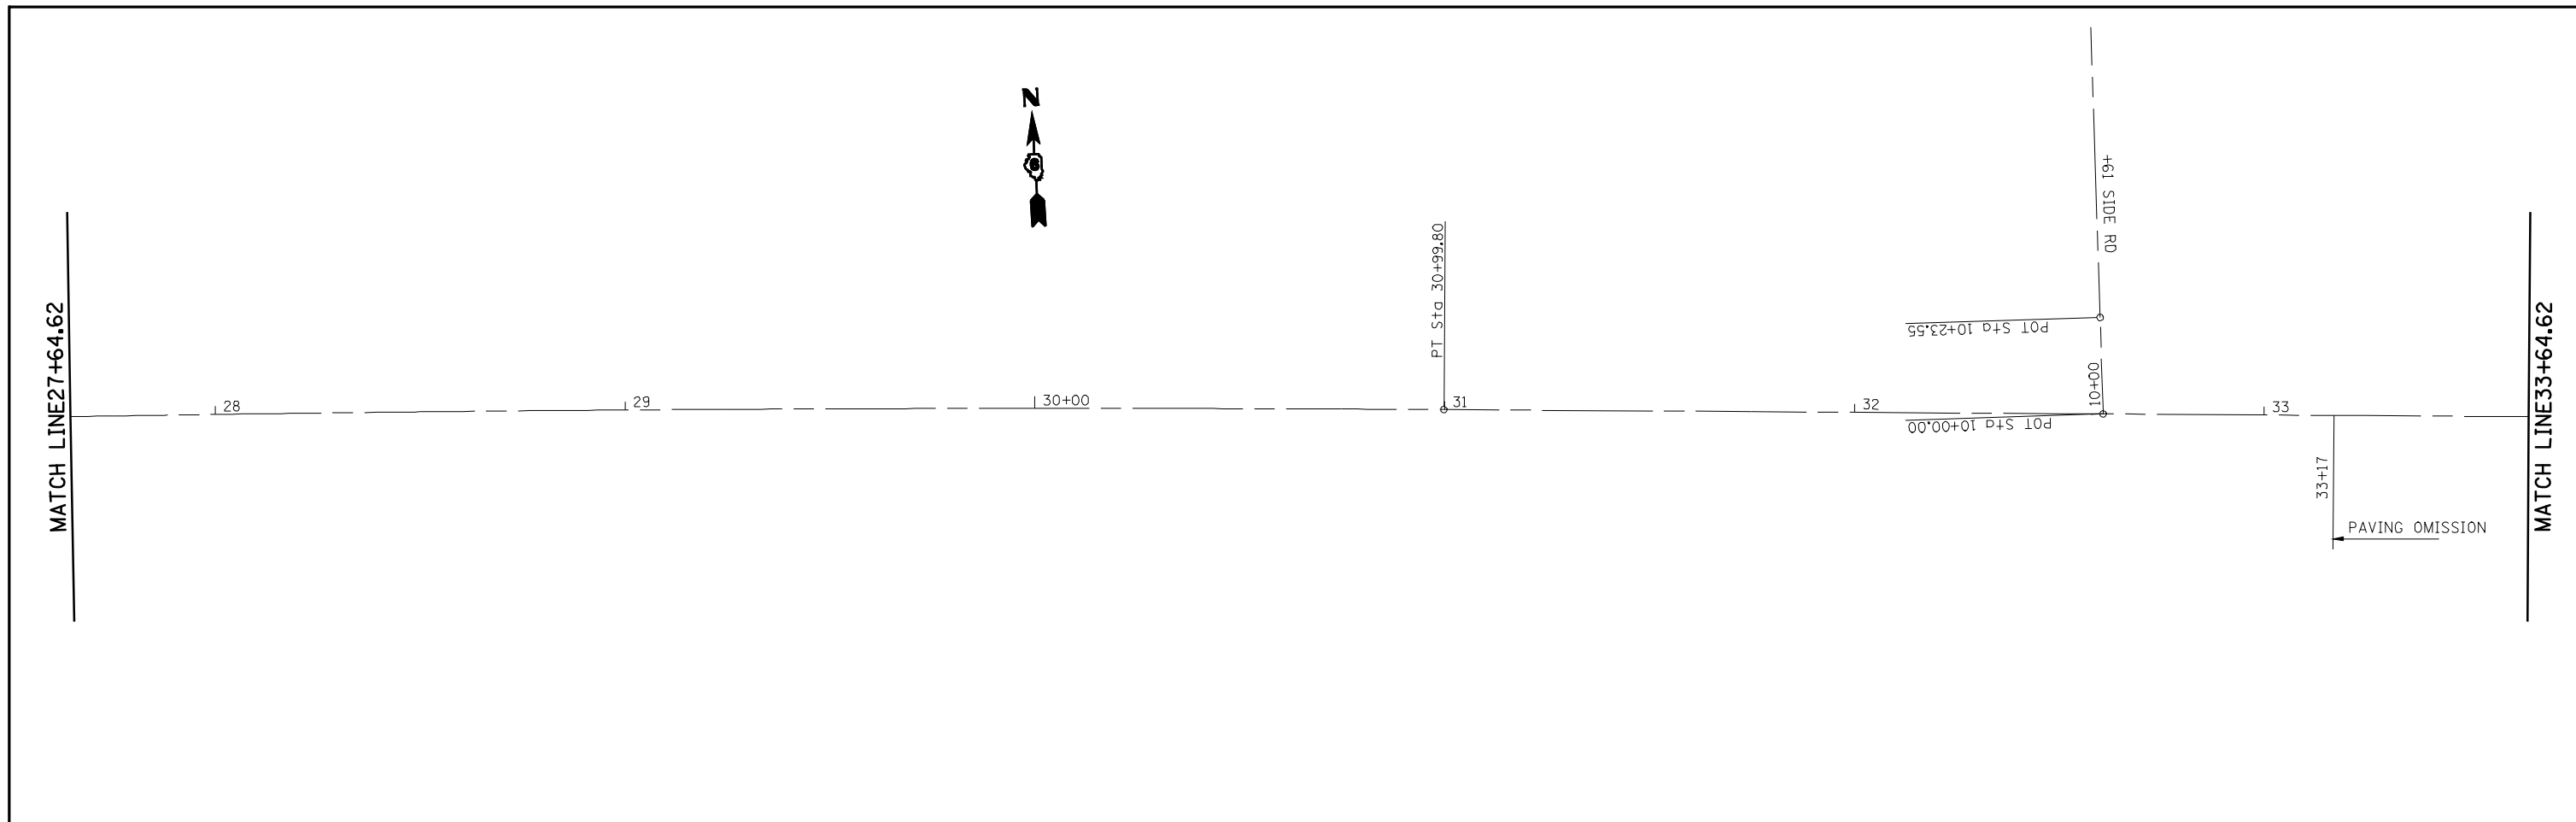 N
6
+61 SIDE RD
PT Sta 30+99.80
MATCH LINE27+64.62
MATCH LINE33+64.62
POT Sta 10+23.55
10+00
28
29
30+00
31
32
33
POT Sta 10+00.00
33+17
PAVING OMISSION